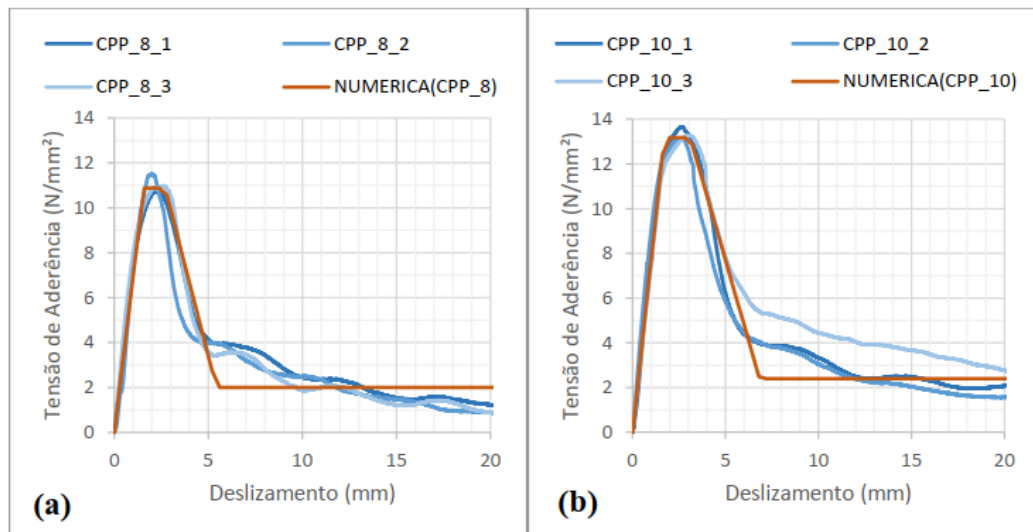 CPP_8_1 CPP_8_2
CPP_8_3 NUMERICA(CPP_8)
Tensão de Aderência (N/mm²)
14
12
10
8
6
4
2
0
0 5 10 15 20
Deslizamento (mm)
(a)
CPP_10_1 CPP_10_2
CPP_10_3 NUMERICA(CPP_10)
Tensão de Aderência (N/mm²)
14
12
10
8
6
4
2
0
0 5 10 15 20
Deslizamento (mm)
(b)